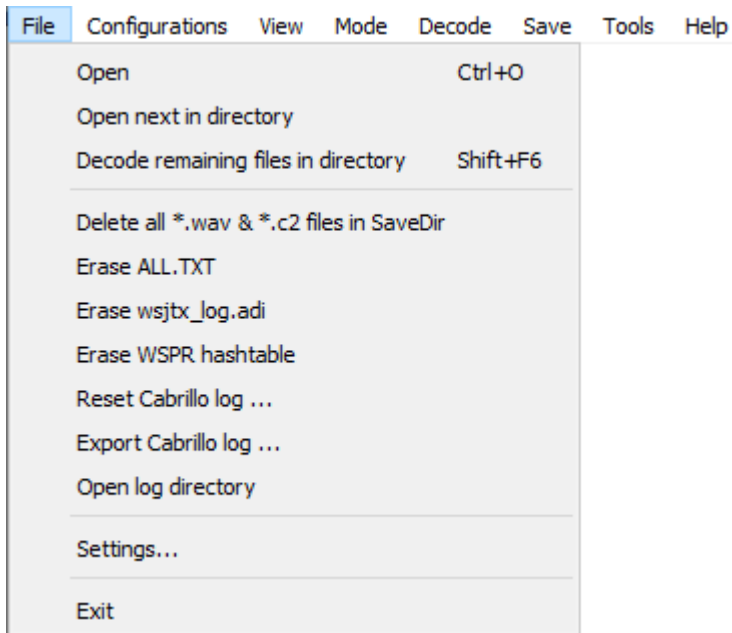 File Configurations View Mode Decode Save Tools Help
Open Ctrl+O
Open next in directory
Decode remaining files in directory Shift+F6
Delete all *.wav & *.c2 files in SaveDir
Erase ALL.TXT
Erase wsjtx_log.adi
Erase WSPR hashtable
Reset Cabrillo log ...
Export Cabrillo log ...
Open log directory
Settings...
Exit